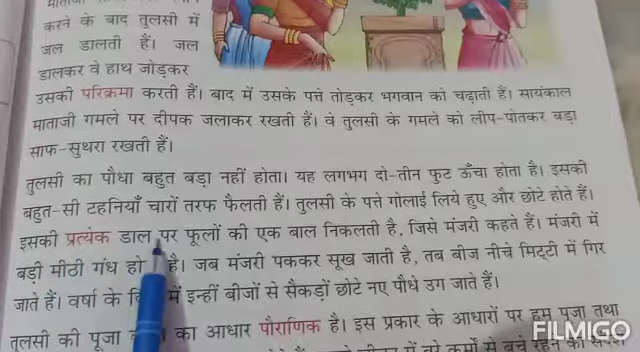 करने के बाद तुलसी में
जल डालती हैं। जल
डालकर वे हाथ जोड़कर
उसकी परिक्रमा करती हैं। बाद में उसके पत्ते तोड़कर भगवान को चढ़ाती हैं। सायंकाल
माताजी गमले पर दीपक जलाकर रखती हैं। वे तुलसी के गमले को लीप-पोतकर बड़ा
साफ-सुथरा रखती हैं।
तुलसी का पौधा बहुत बड़ा नहीं होता। यह लगभग दो-तीन फुट ऊँचा होता है। इसकी
बहुत-सी टहनियाँ चारों तरफ फैलती हैं। तुलसी के पत्ते गोलाई लिये हुए और छोटे होते हैं।
इसकी प्रत्येक डाल पर फूलों की एक बाल निकलती है, जिसे मंजरी कहते हैं। मंजरी में
बड़ी मीठी गंध हो है। जब मंजरी पककर सूख जाती है, तब बीज नीचे मिट्टी में गिर
जाते हैं। वर्षा के में इन्हीं बीजों से सैकड़ों छोटे नए पौधे उग जाते हैं।
तुलसी की पूजा का आधार पौराणिक है। इस प्रकार के आधारों पर हम पूजा तथा
FILMIGO